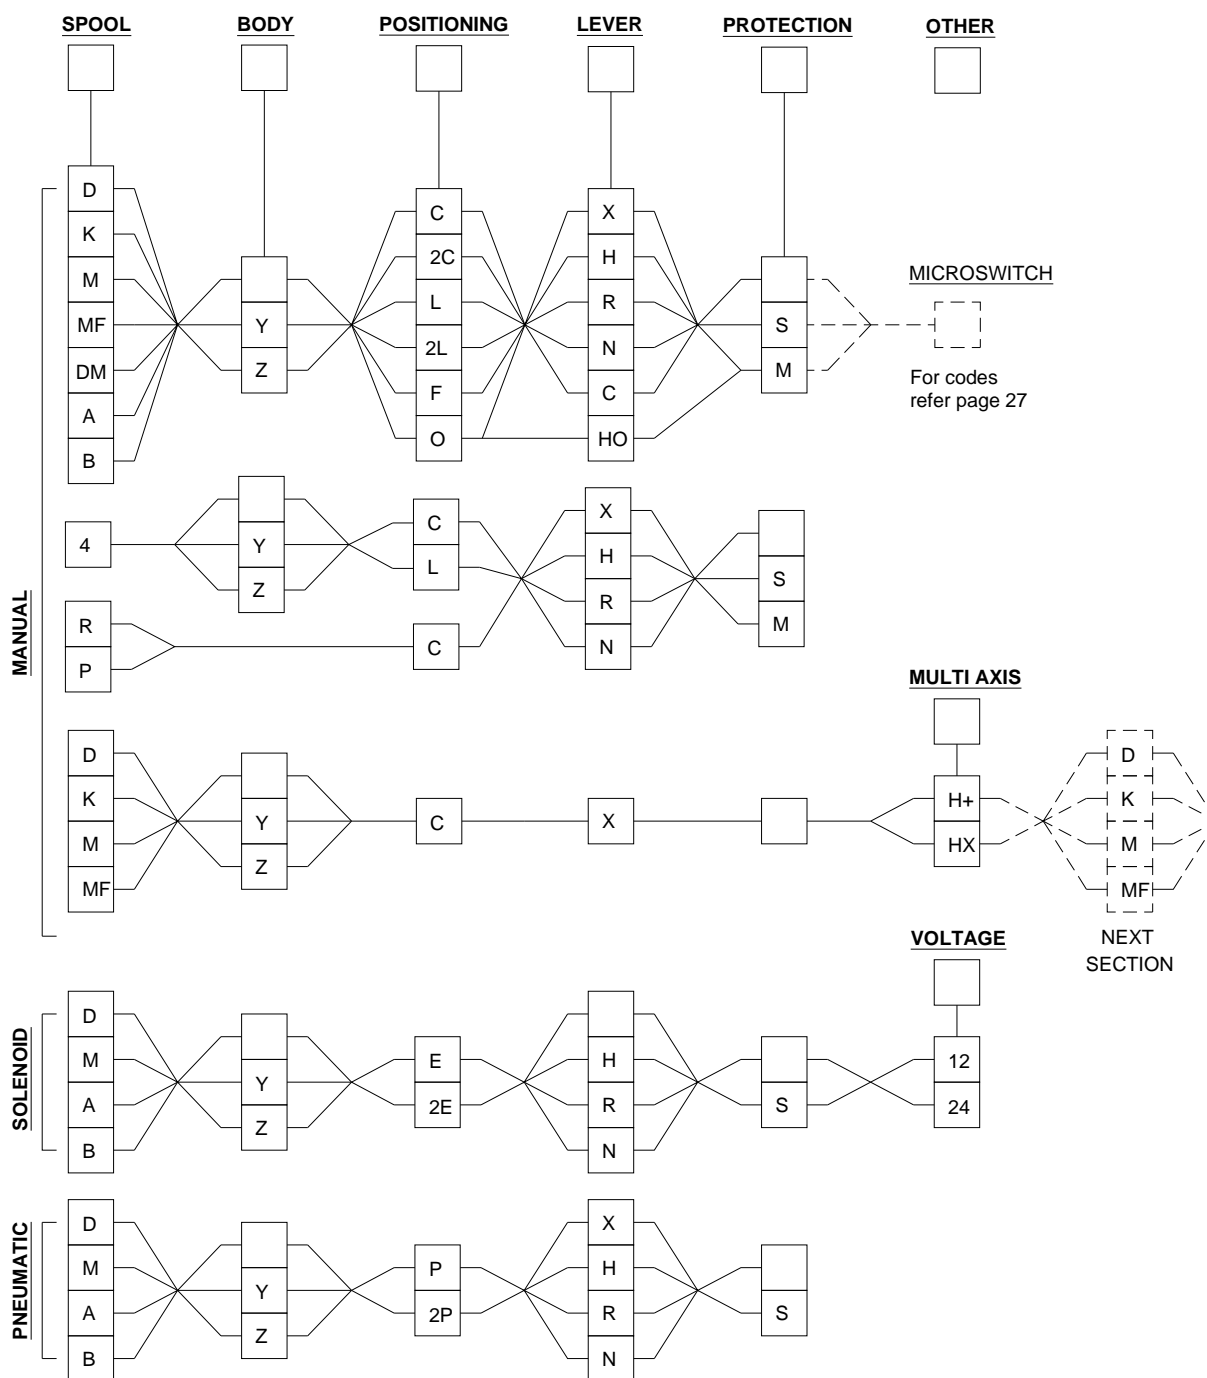 SPOOL BODY POSITIONING LEVER PROTECTION OTHER
MANUAL
D
K
M
MF
DM
A
B
Y
Z
C
2C
L
2L
F
O
X
H
R
N
C
HO
S
M
MICROSWITCH
For codes
refer page 27
4
Y
Z
C
L
X
H
R
N
S
M
R
P
C
MULTI AXIS
D
K
M
MF
Y
Z
C
X
H+
HX
D
K
M
MF
NEXT
SECTION
VOLTAGE
SOLENOID
D
M
A
B
Y
Z
E
2E
H
R
N
S
12
24
PNEUMATIC
D
M
A
B
Y
Z
P
2P
X
H
R
N
S